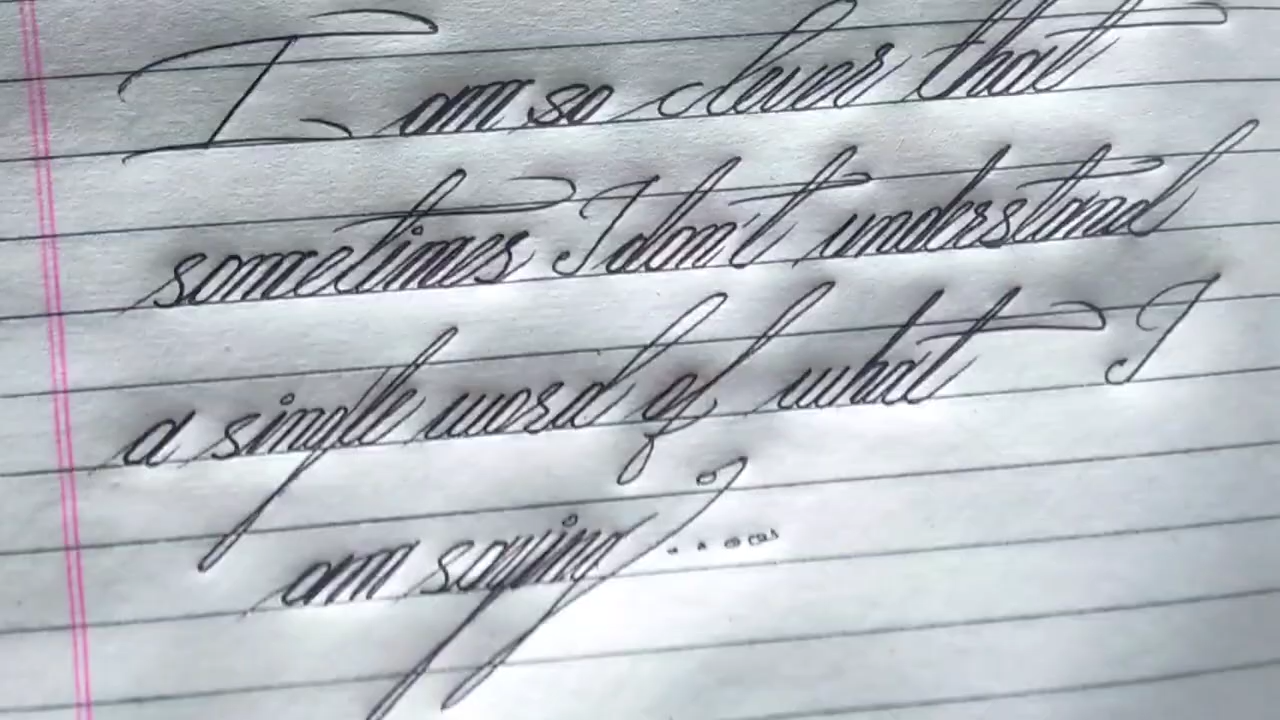 I am so clever that
sometimes I don't understand
a single word of what I
am saying